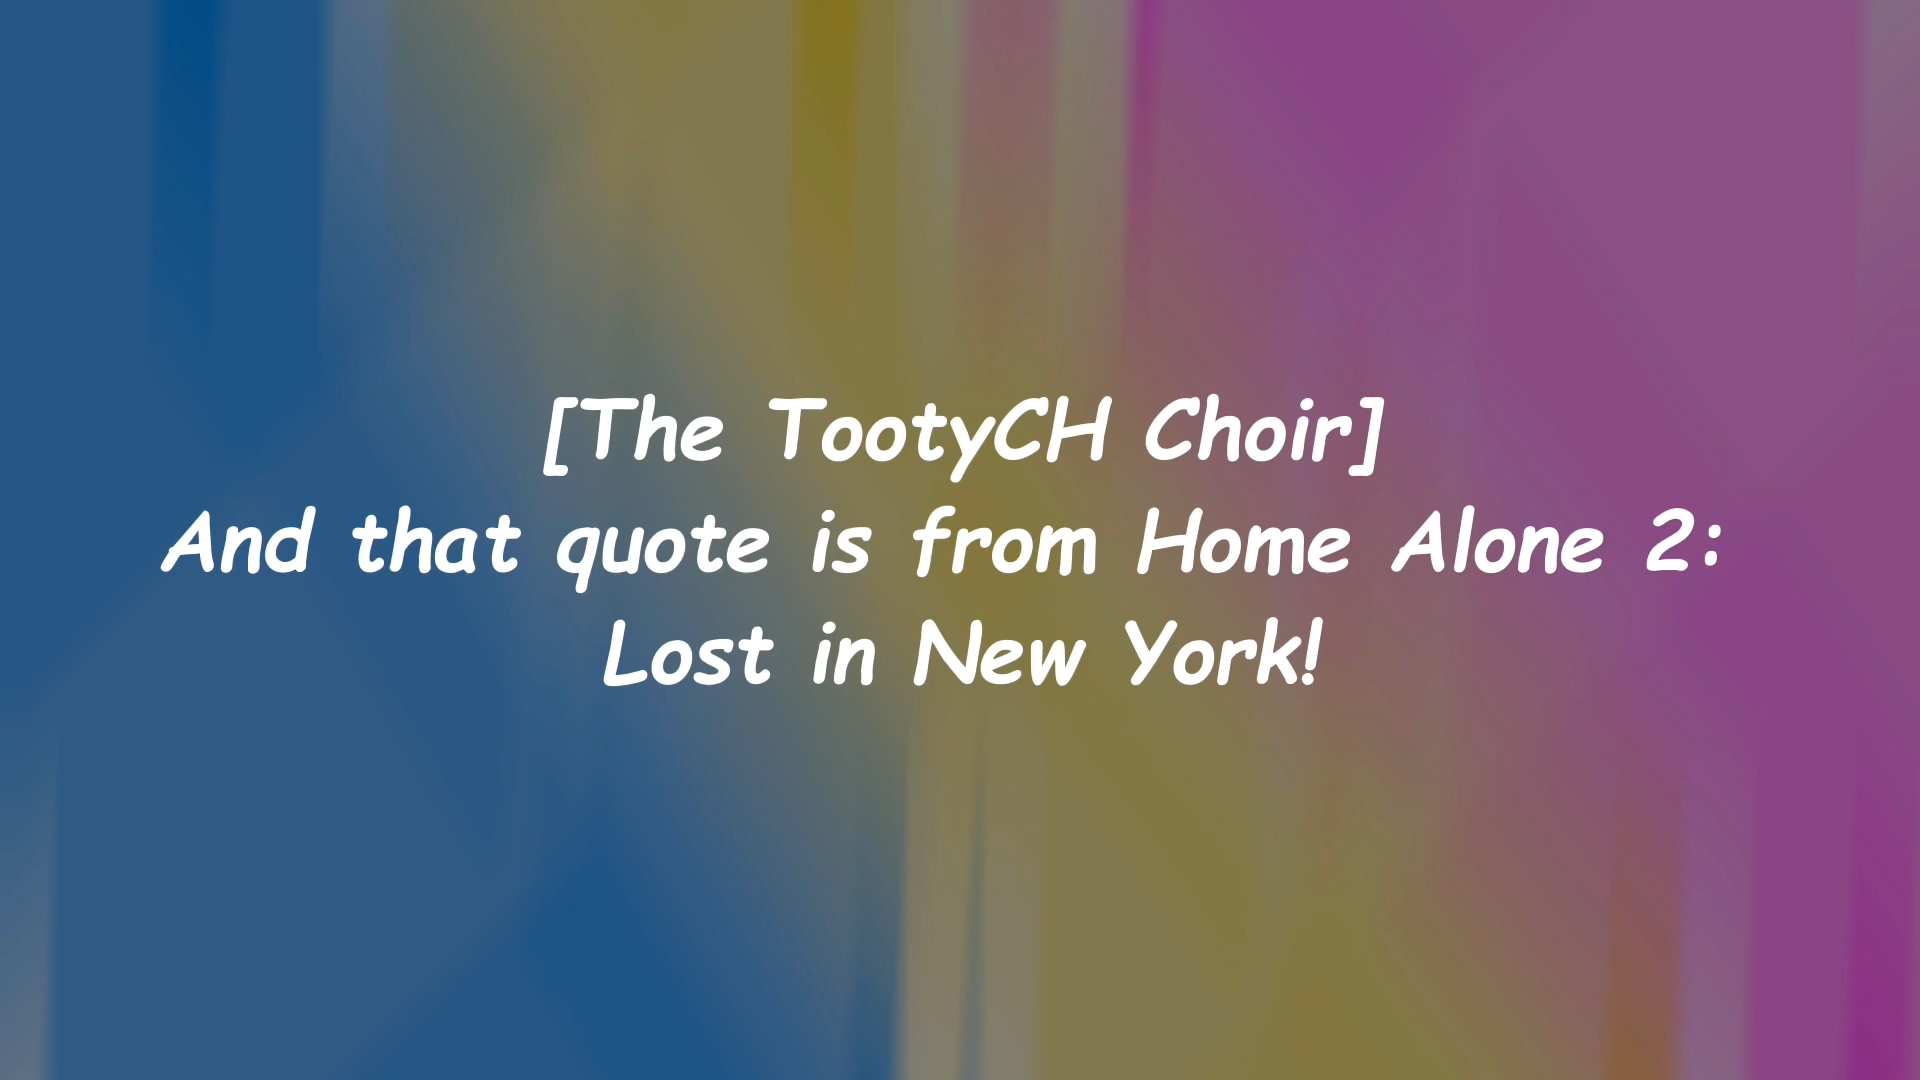 [The TootyCH Choir]
And that quote is from Home Alone 2:
Lost in New York!